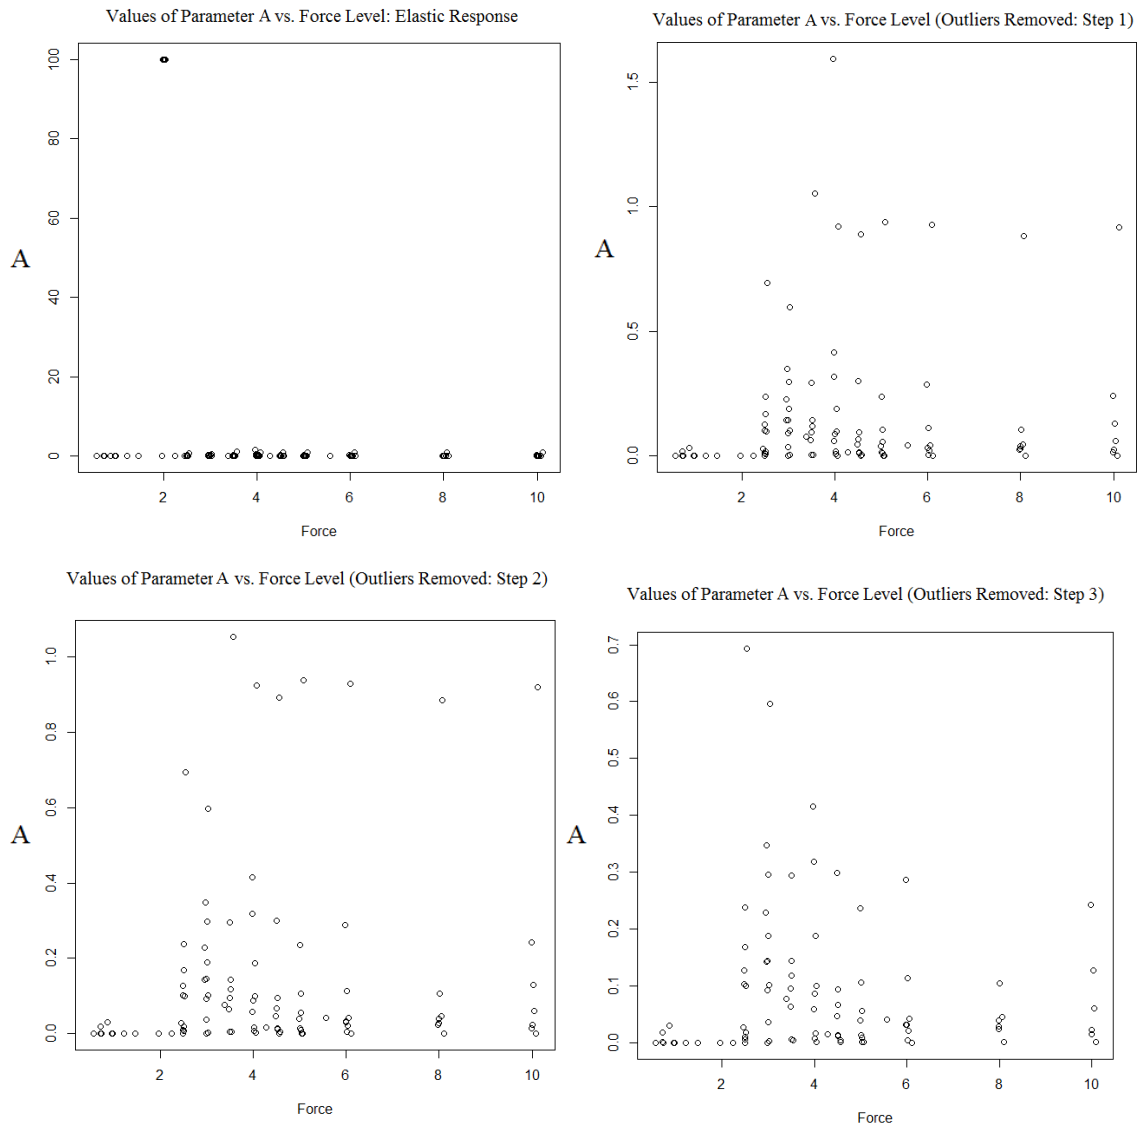 Values of Parameter A vs. Force Level: Elastic Response
A
100
80
60
40
20
0
2 4 6 8 10
Force
Values of Parameter A vs. Force Level (Outliers Removed: Step 1)
A
1.5
1.0
0.5
0.0
2 4 6 8 10
Force
Values of Parameter A vs. Force Level (Outliers Removed: Step 2)
A
1.0
0.8
0.6
0.4
0.2
0.0
2 4 6 8 10
Force
Values of Parameter A vs. Force Level (Outliers Removed: Step 3)
A
0.7
0.6
0.5
0.4
0.3
0.2
0.1
0.0
2 4 6 8 10
Force